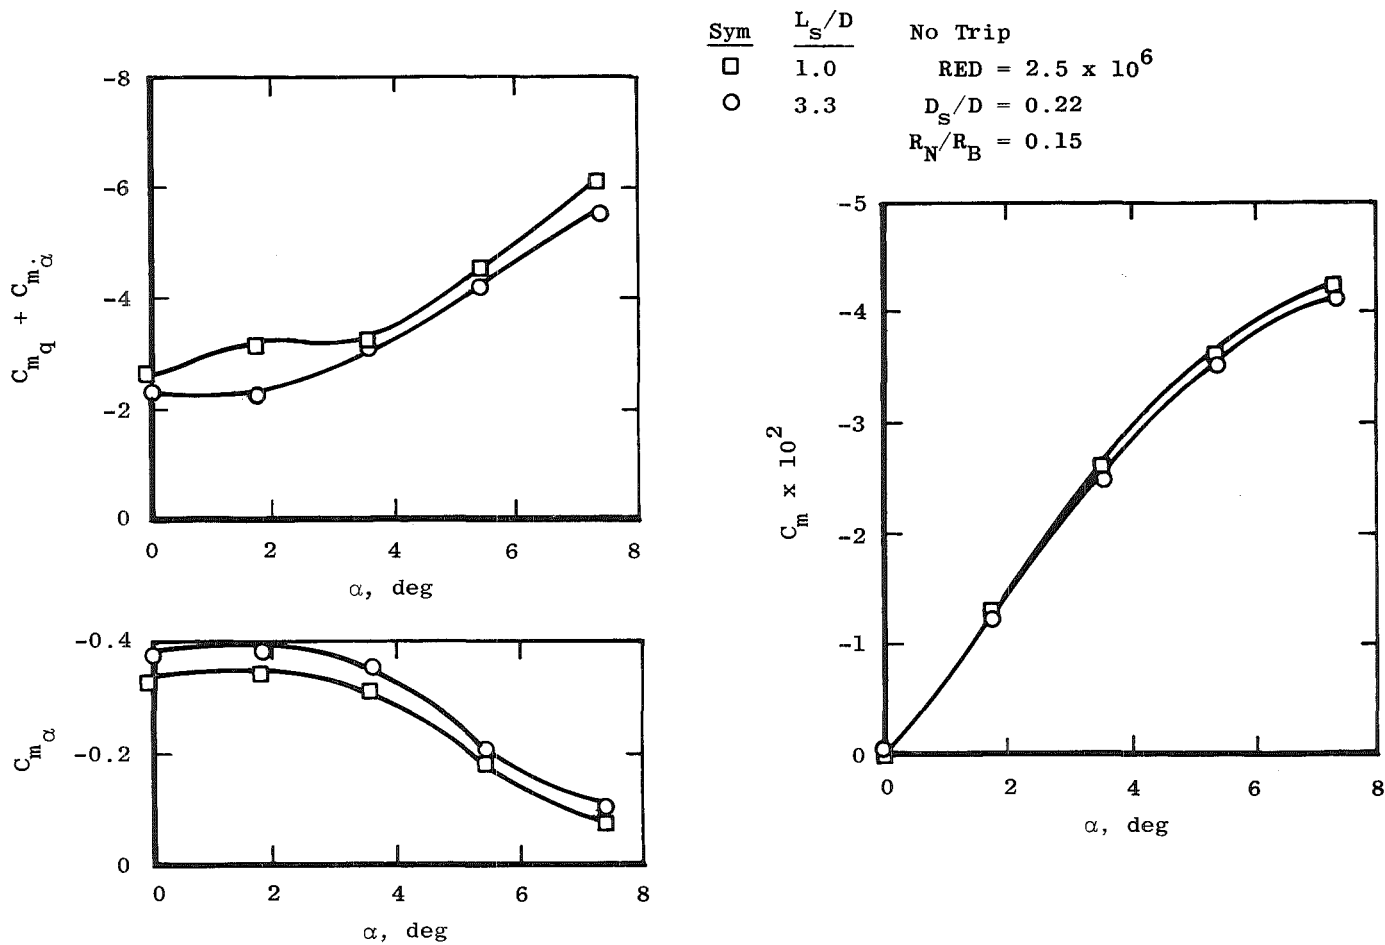 Sym L_s/D No Trip
□ 1.0 RED = 2.5 x 10^6
○ 3.3 D_s/D = 0.22
R_N/R_B = 0.15
-8
-6
-4
-2
0
C_m_q + C_m_α̇
0 2 4 6 8
α, deg
-0.4
-0.2
0
C_m_α
0 2 4 6 8
α, deg
-5
-4
-3
-2
-1
0
C_m x 10^2
0 2 4 6 8
α, deg